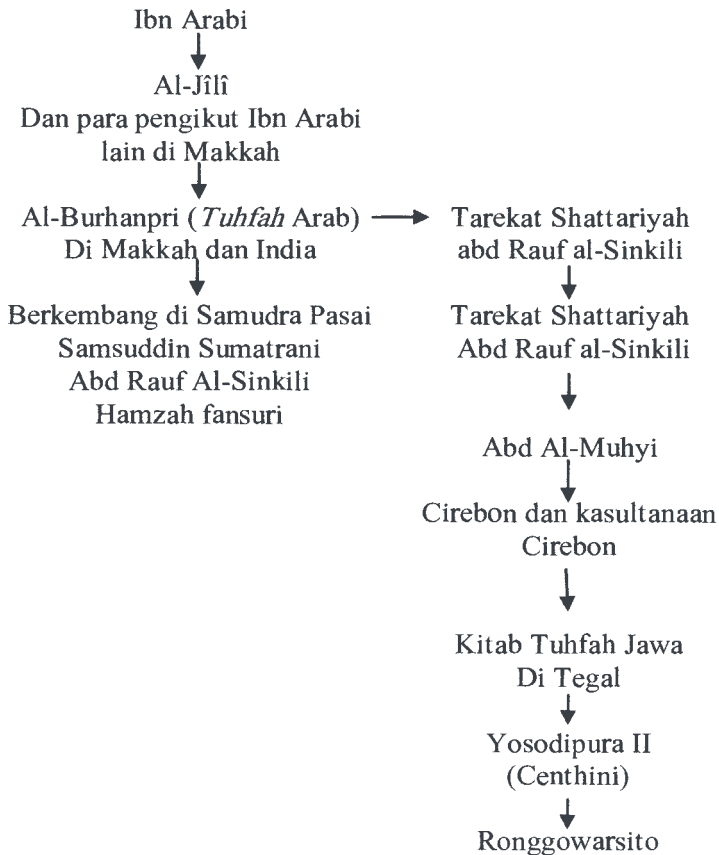 Ibn Arabi
Al-Jîlî
Dan para pengikut Ibn Arabi
lain di Makkah
Al-Burhanpri (Tuhfah Arab)
Di Makkah dan India
Berkembang di Samudra Pasai
Samsuddin Sumatrani
Abd Rauf Al-Sinkili
Hamzah fansuri
Tarekat Shattariyah
abd Rauf al-Sinkili
Tarekat Shattariyah
Abd Rauf al-Sinkili
Abd Al-Muhyi
Cirebon dan kasultanaan
Cirebon
Kitab Tuhfah Jawa
Di Tegal
Yosodipura II
(Centhini)
Ronggowarsito